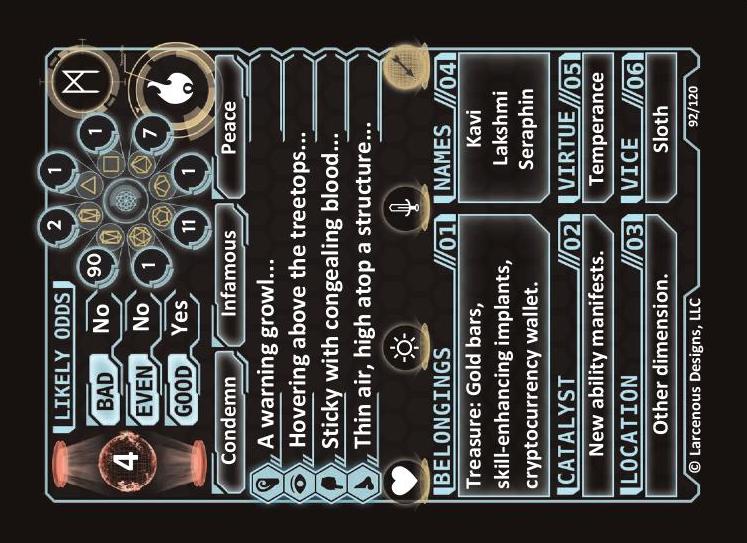 4
LIKELY ODDS
BAD No
EVEN No
GOOD Yes
2
1
1
90
7
1
11
1
Condemn Infamous Peace
A warning growl...
Hovering above the treetops...
Sticky with congealing blood...
Thin air, high atop a structure...
BELONGINGS //01
Treasure: Gold bars,
skill-enhancing implants,
cryptocurrency wallet.
CATALYST //02
New ability manifests.
LOCATION //03
Other dimension.
NAMES //04
Kavi
Lakshmi
Seraphin
VIRTUE //05
Temperance
VICE //06
Sloth
© Larcenous Designs, LLC
92/120